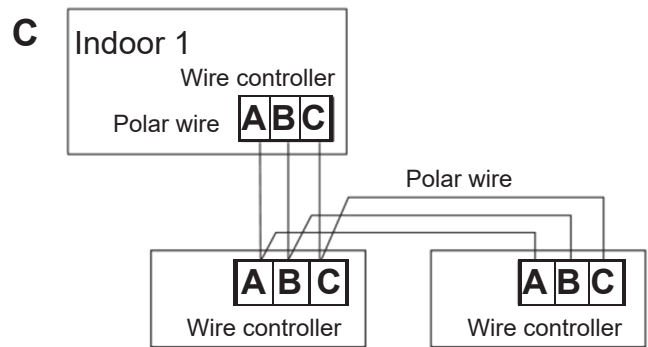 C
Indoor 1
Wire controller
Polar wire
A B C
Polar wire
A B C
Wire controller
A B C
Wire controller